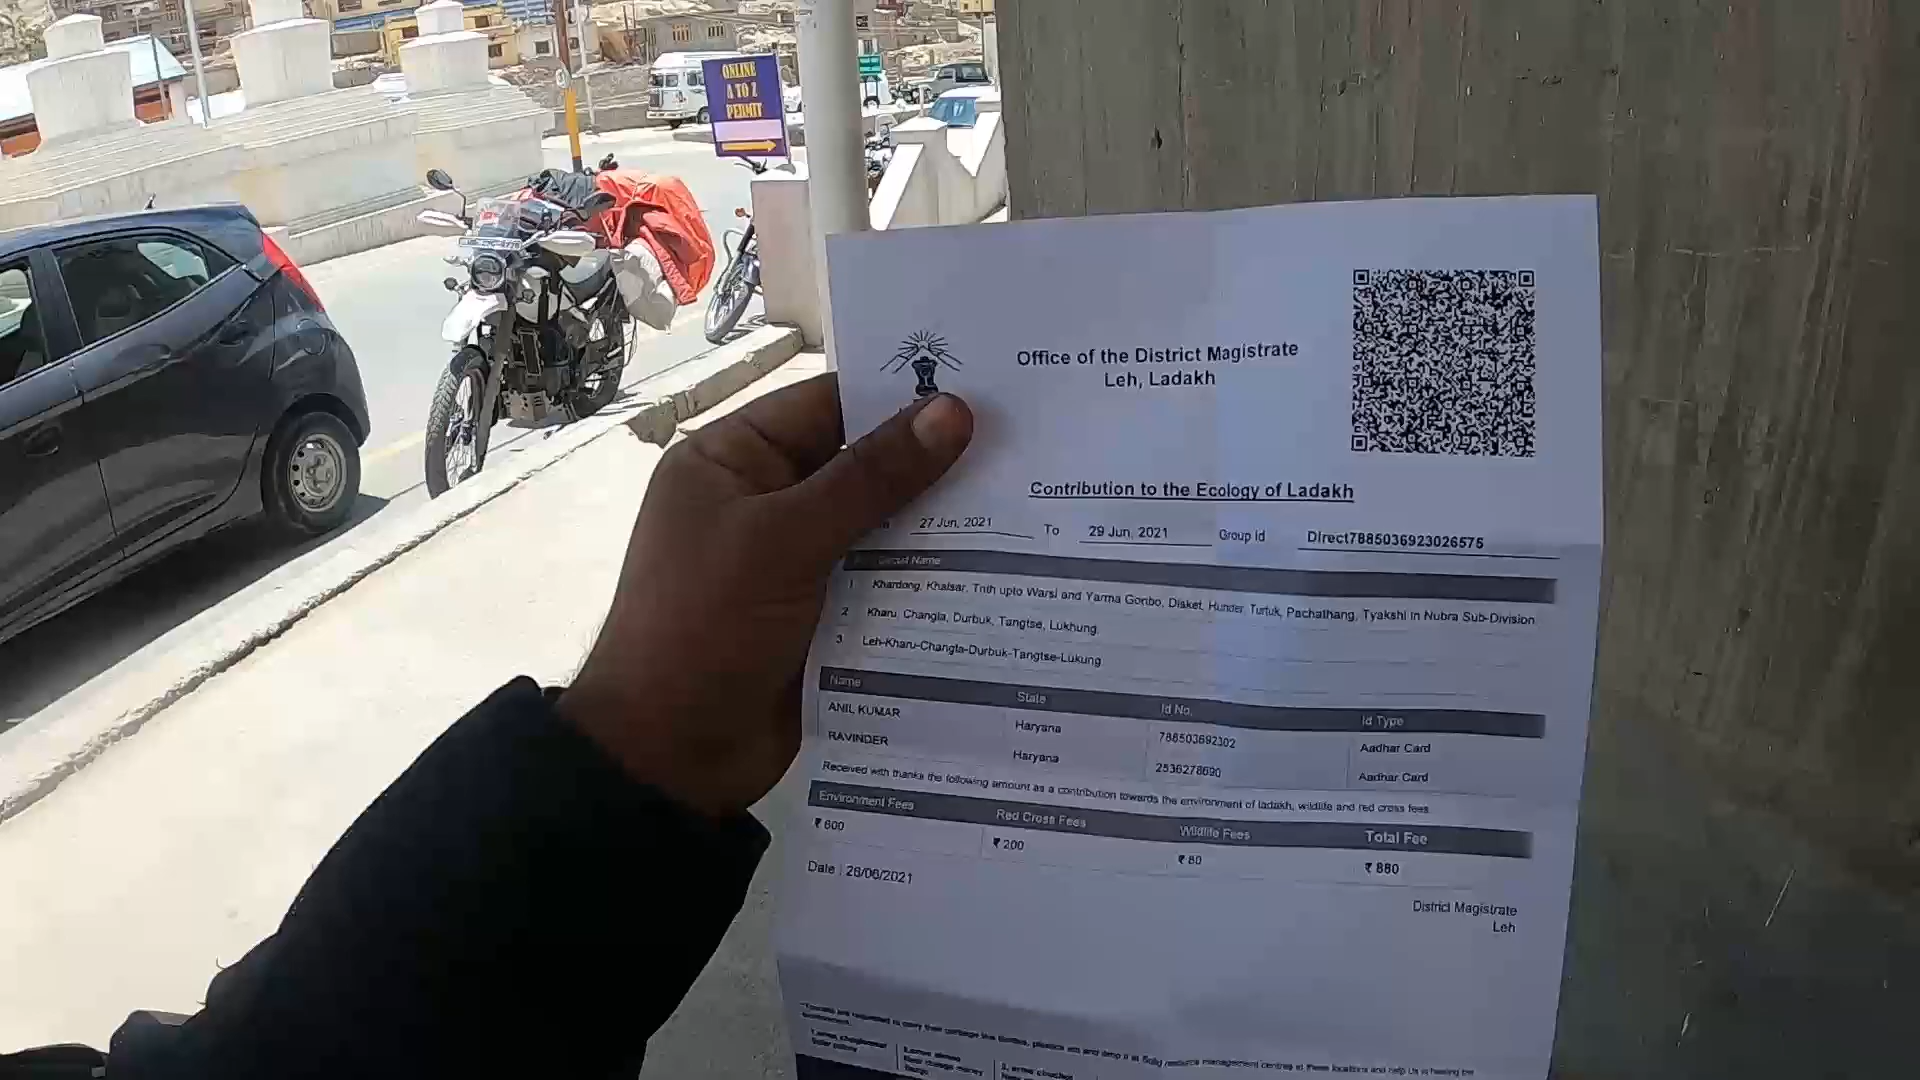 ONLINE
A TO Z
PERMIT
Office of the District Magistrate
Leh, Ladakh
Contribution to the Ecology of Ladakh
27 Jun, 2021 To 29 Jun, 2021 Group Id Direct7885036923026575
Circuit Name
1 Khardong, Khalsar, Tirith upto Warsi and Yarma Gonbo, Disket, Hunder, Turtuk, Pachathang, Tyakshi in Nubra Sub-Division
2 Kharu, Changla, Durbuk, Tangtse, Lukhung
3 Leh-Kharu-Changla-Durbuk-Tangtse-Lukung
Name State Id No. Id Type
ANIL KUMAR Haryana 788503692302 Aadhar Card
RAVINDER Haryana 2536278690 Aadhar Card
Received with thanks the following amount as a contribution towards the environment of ladakh, wildlife and red cross fees
Environment Fees Red Cross Fees Wildlife Fees Total Fee
₹ 600 ₹ 200 ₹ 80 ₹ 880
Date : 26/06/2021
District Magistrate
Leh